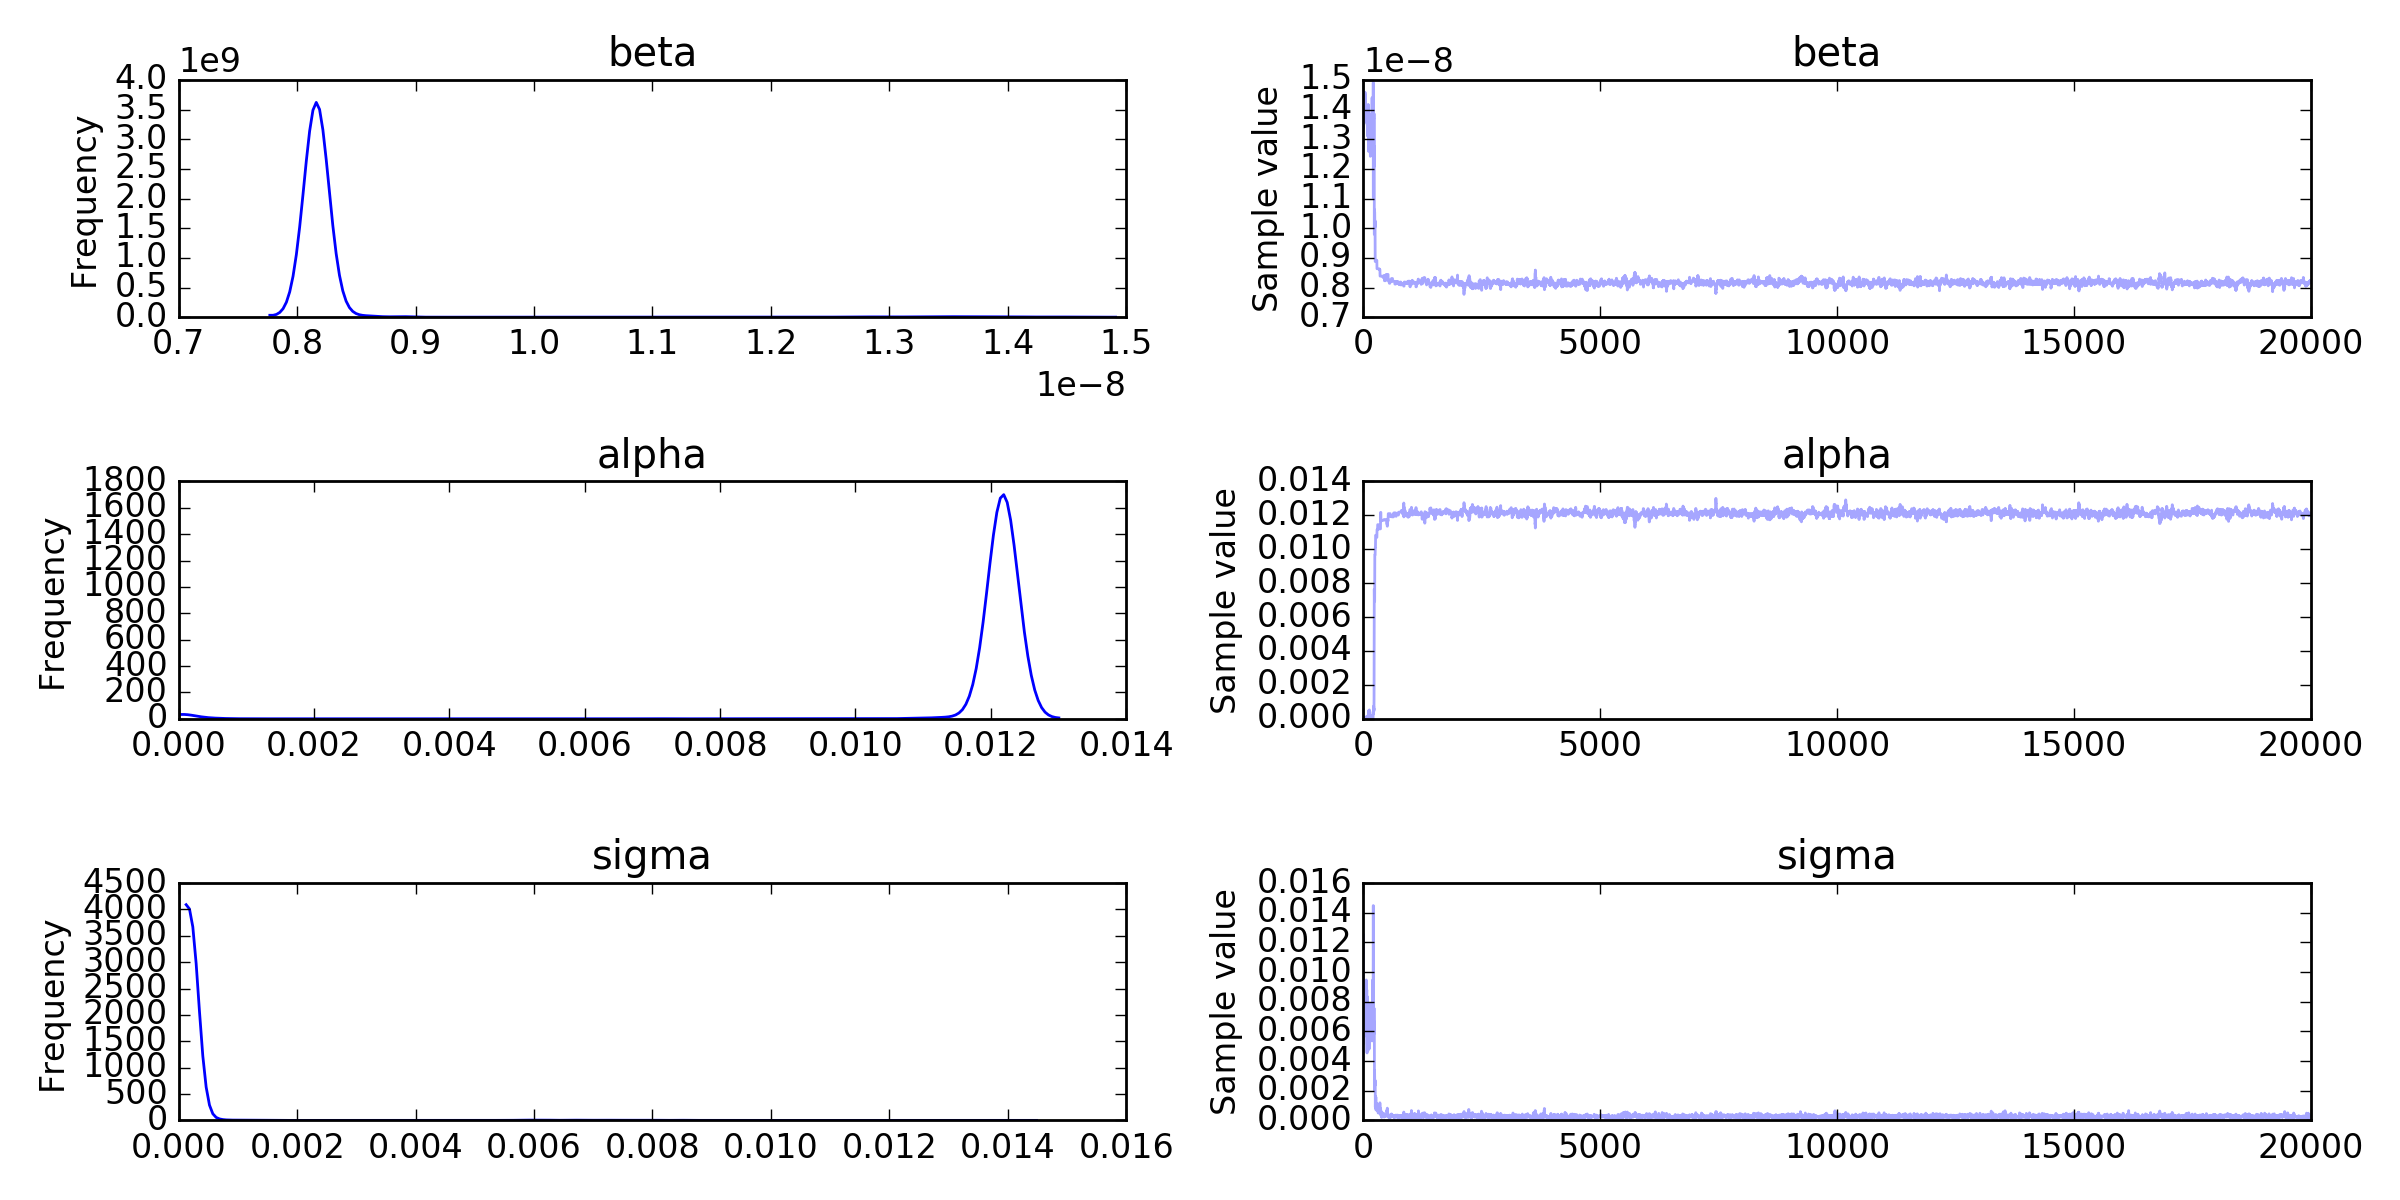 beta
1e9
Frequency
4.0
3.5
3.0
2.5
2.0
1.5
1.0
0.5
0.0
0.7 0.8 0.9 1.0 1.1 1.2 1.3 1.4 1.5
1e−8
beta
1e−8
Sample value
1.5
1.4
1.3
1.2
1.1
1.0
0.9
0.8
0.7
0 5000 10000 15000 20000
alpha
Frequency
1800
1600
1400
1200
1000
800
600
400
200
0
0.000 0.002 0.004 0.006 0.008 0.010 0.012 0.014
alpha
Sample value
0.014
0.012
0.010
0.008
0.006
0.004
0.002
0.000
0 5000 10000 15000 20000
sigma
Frequency
4500
4000
3500
3000
2500
2000
1500
1000
500
0
0.000 0.002 0.004 0.006 0.008 0.010 0.012 0.014 0.016
sigma
Sample value
0.016
0.014
0.012
0.010
0.008
0.006
0.004
0.002
0.000
0 5000 10000 15000 20000